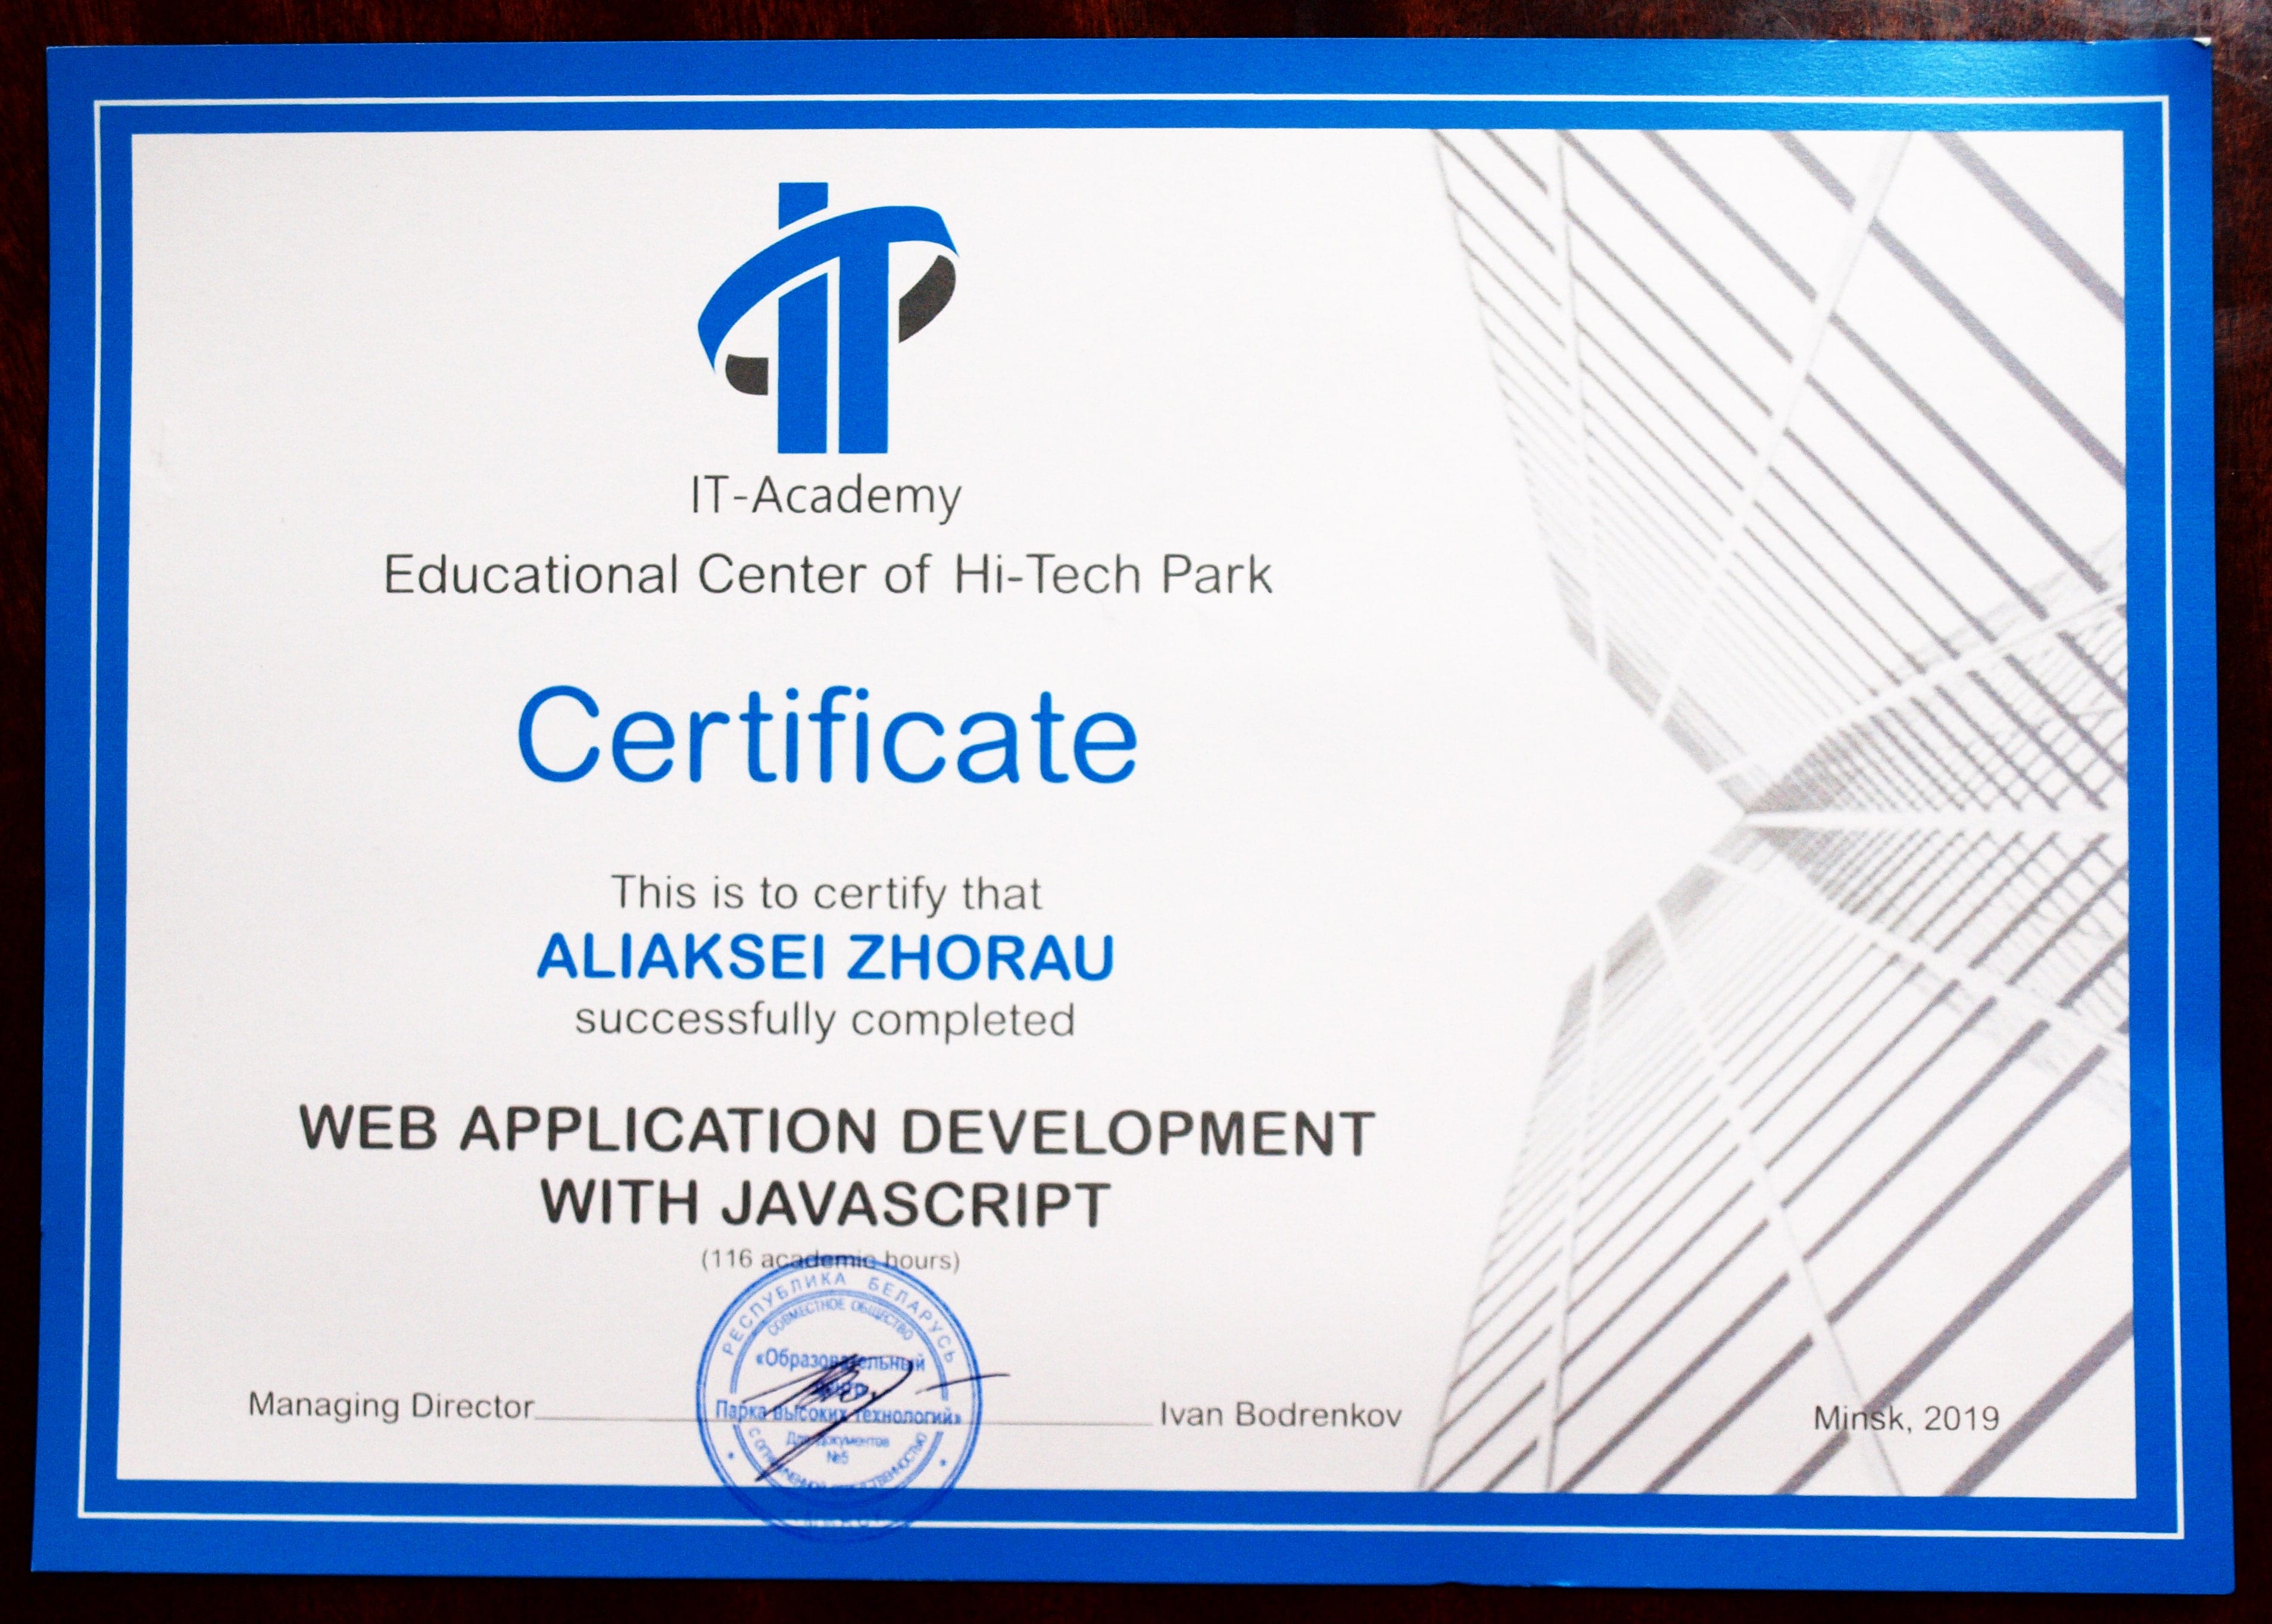 IT
IT-Academy
Educational Center of Hi-Tech Park
Certificate
This is to certify that
ALIAKSEI ZHORAU
successfully completed
WEB APPLICATION DEVELOPMENT
WITH JAVASCRIPT
(116 academic hours)
РЕСПУБЛИКА БЕЛАРУСЬ
СОВМЕСТНОЕ ОБЩЕСТВО
«Образовательный
Парка высоких технологий»
Для документов
№5
С ОГРАНИЧЕННОЙ ОТВЕТСТВЕННОСТЬЮ
Managing Director
Ivan Bodrenkov
Minsk, 2019